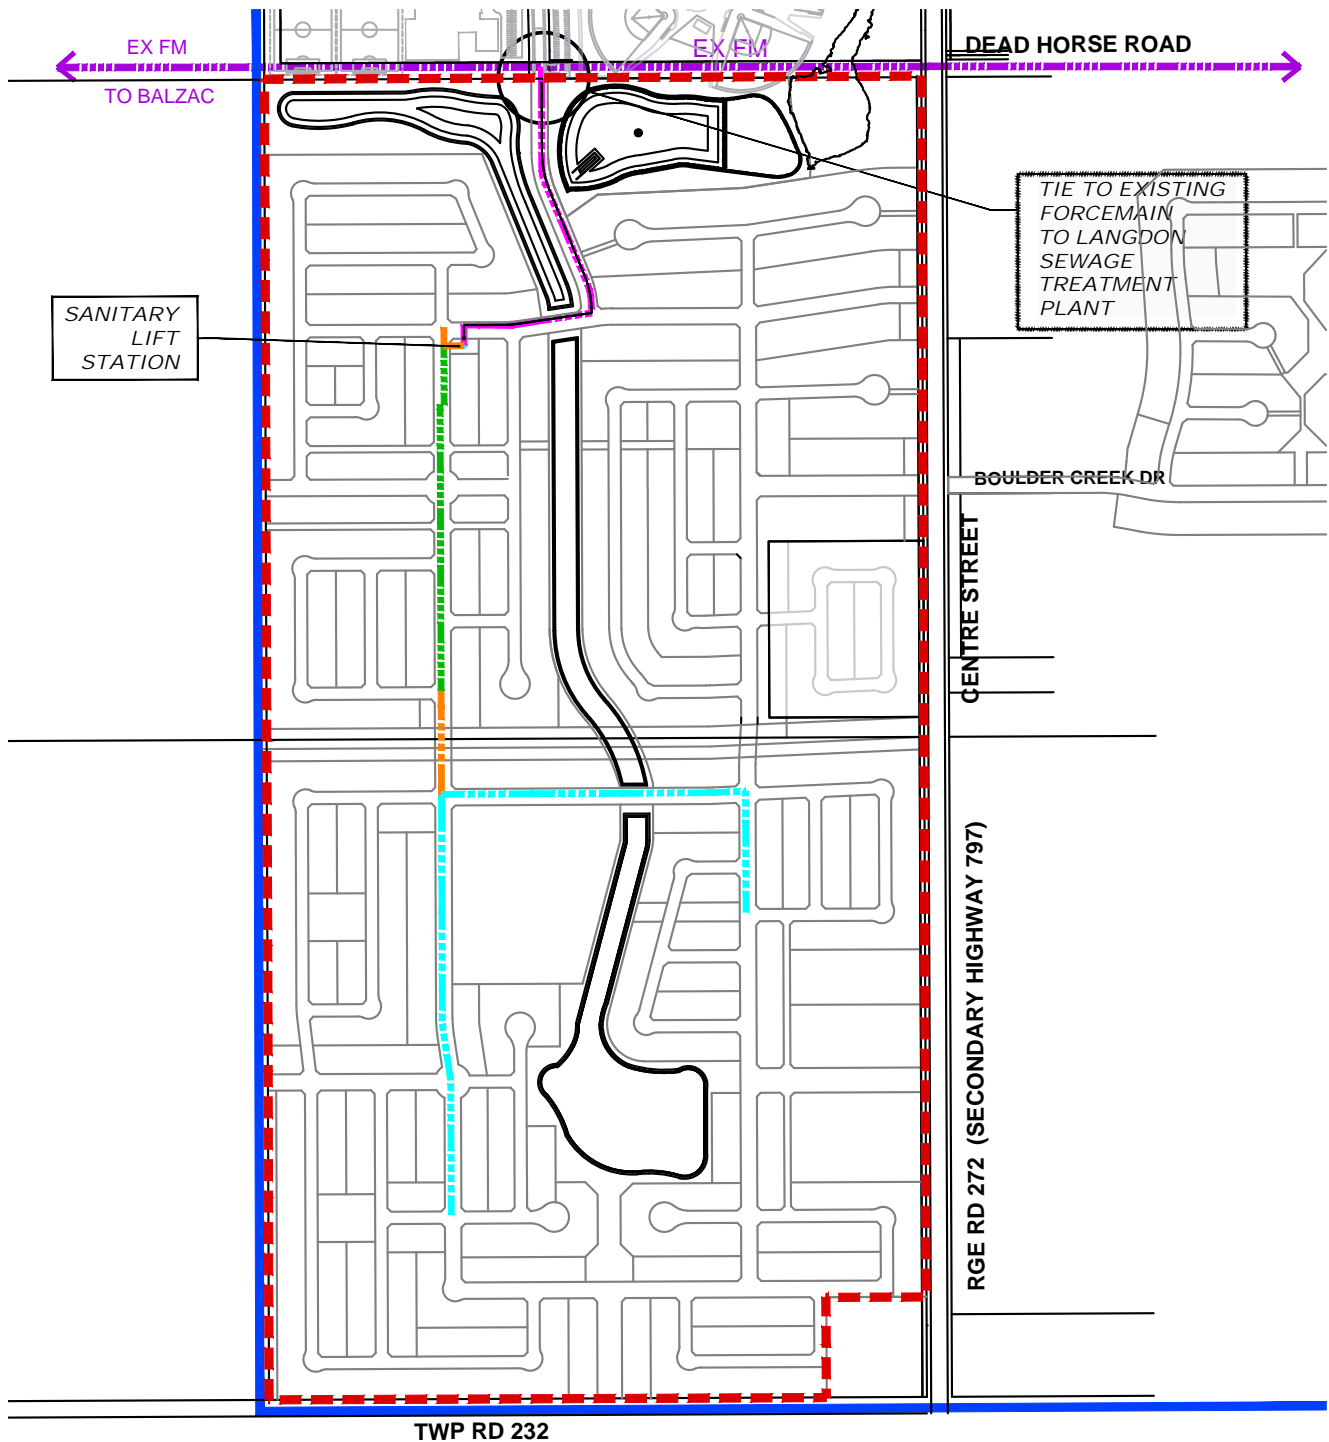 EX FM
EX FM
DEAD HORSE ROAD
TO BALZAC
TIE TO EXISTING
FORCEMAIN
TO LANGDON
SEWAGE
TREATMENT
PLANT
SANITARY
LIFT
STATION
BOULDER CREEK DR
CENTRE STREET
RGE RD 272 (SECONDARY HIGHWAY 797)
TWP RD 232